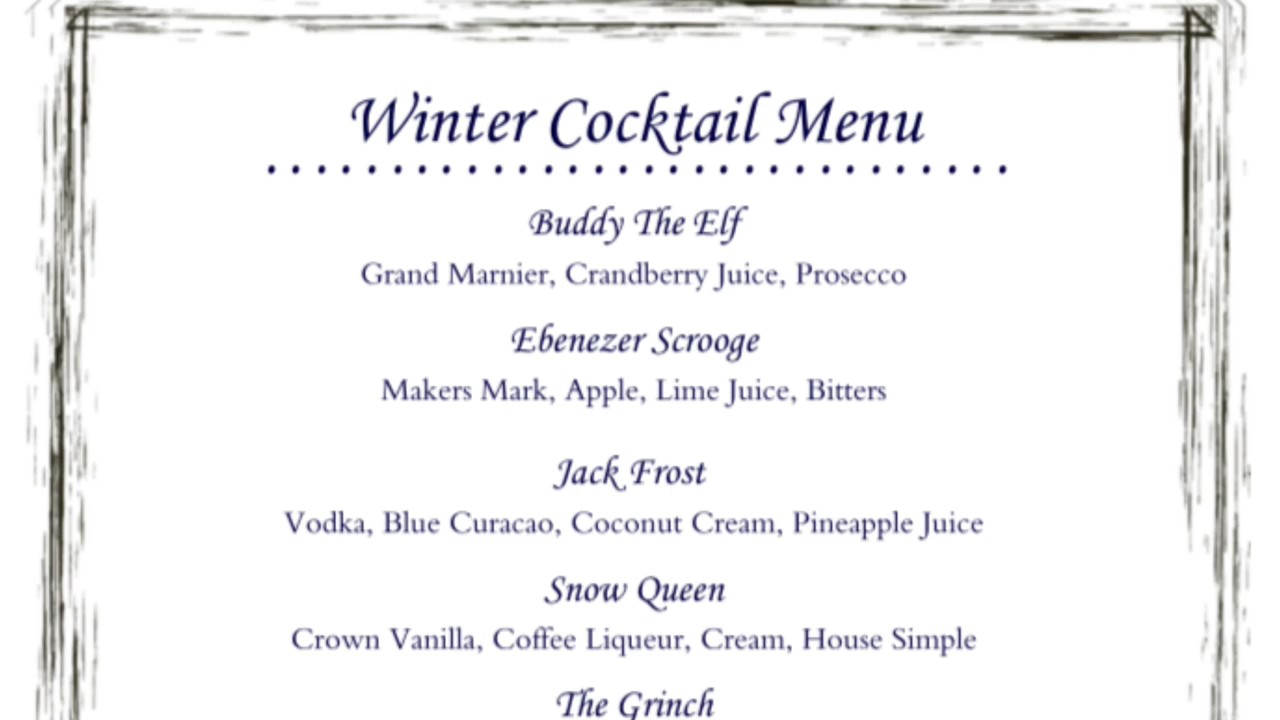 Winter Cocktail Menu
Buddy The Elf
Grand Marnier, Crandberry Juice, Prosecco
Ebenezer Scrooge
Makers Mark, Apple, Lime Juice, Bitters
Jack Frost
Vodka, Blue Curacao, Coconut Cream, Pineapple Juice
Snow Queen
Crown Vanilla, Coffee Liqueur, Cream, House Simple
The Grinch